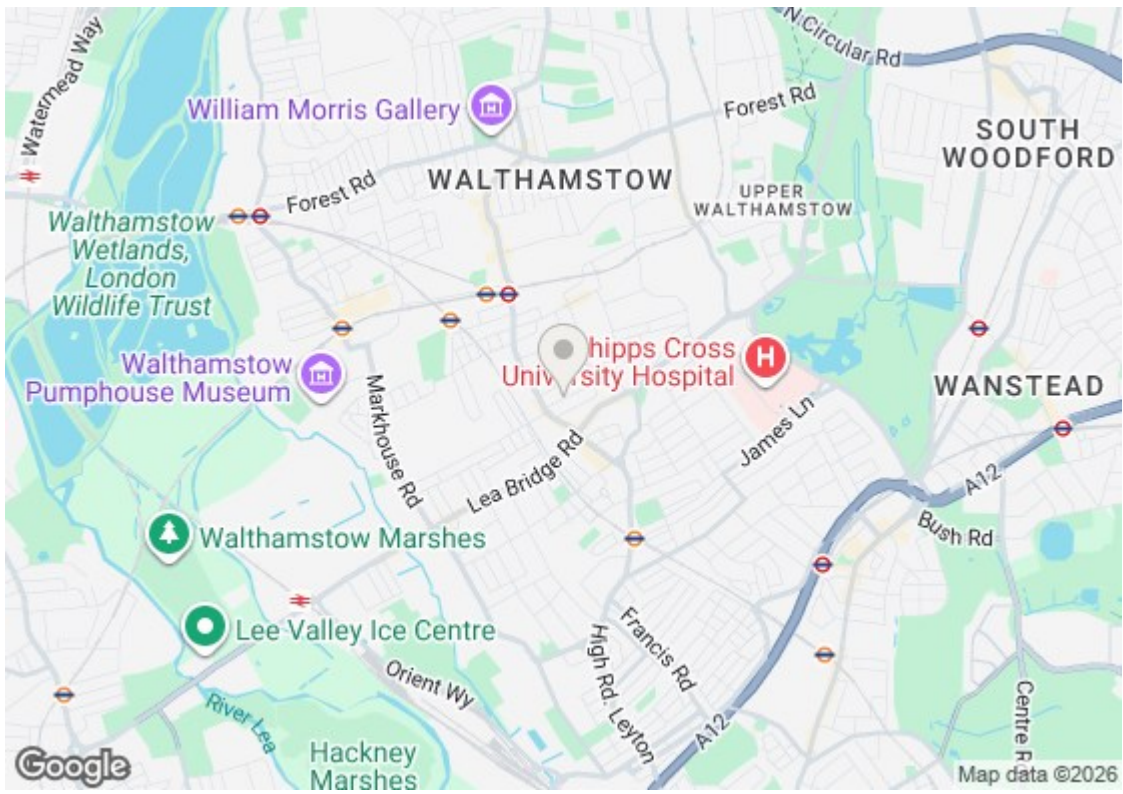 Watermead Way
N Circular Rd
William Morris Gallery
Forest Rd
SOUTH
WOODFORD
WALTHAMSTOW
UPPER
WALTHAMSTOW
Forest Rd
Walthamstow
Wetlands,
London
Wildlife Trust
hipps Cross
University Hospital
H
Walthamstow
Pumphouse Museum
WANSTEAD
Markhouse Rd
James Ln
Lea Bridge Rd
A12
Bush Rd
Walthamstow Marshes
Lee Valley Ice Centre
Francis Rd
High Rd. Leyton
Orient Wy
River Lea
A12
Centre Rd
Hackney
Marshes
Google
Map data ©2026